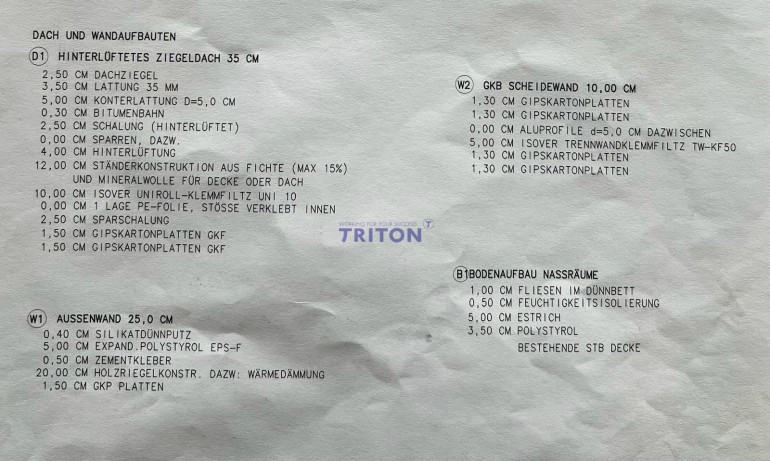 DACH UND WANDAUFBAUTEN
D1 HINTERLÜFTETES ZIEGELDACH 35 CM
2,50 CM DACHZIEGEL
3,50 CM LATTUNG 35 MM
5,00 CM KONTERLATTUNG D=5,0 CM
0,30 CM BITUMENBAHN
2,50 CM SCHALUNG (HINTERLÜFTET)
0,00 CM SPARREN, DAZW.
4,00 CM HINTERLÜFTUNG
12,00 CM STÄNDERKONSTRUKTION AUS FICHTE (MAX 15%)
UND MINERALWOLLE FÜR DECKE ODER DACH
10,00 CM ISOVER UNIROLL-KLEMMFILTZ UNI 10
0,00 CM 1 LAGE PE-FOLIE, STÖSSE VERKLEBT INNEN
2,50 CM SPARSCHALUNG
1,50 CM GIPSKARTONPLATTEN GKF
1,50 CM GIPSKARTONPLATTEN GKF
W1 AUSSENWAND 25,0 CM
0,40 CM SILIKATDÜNNPUTZ
5,00 CM EXPAND.POLYSTYROL EPS-F
0,50 CM ZEMENTKLEBER
20,00 CM HOLZRIEGELKONSTR. DAZW: WÄRMEDÄMMUNG
1,50 CM GKP PLATTEN
W2 GKB SCHEIDEWAND 10,00 CM
1,30 CM GIPSKARTONPLATTEN
1,30 CM GIPSKARTONPLATTEN
0,00 CM ALUPROFILE d=5,0 CM DAZWISCHEN
5,00 CM ISOVER TRENNWANDKLEMMFILTZ TW-KF50
1,30 CM GIPSKARTONPLATTEN
1,30 CM GIPSKARTONPLATTEN
WORKING FOR YOUR SUCCESS T
TRITON
B1 BODENAUFBAU NASSRÄUME
1,00 CM FLIESEN IM DÜNNBETT
0,50 CM FEUCHTIGKEITSISOLIERUNG
5,00 CM ESTRICH
3,50 CM POLYSTYROL
BESTEHENDE STB DECKE